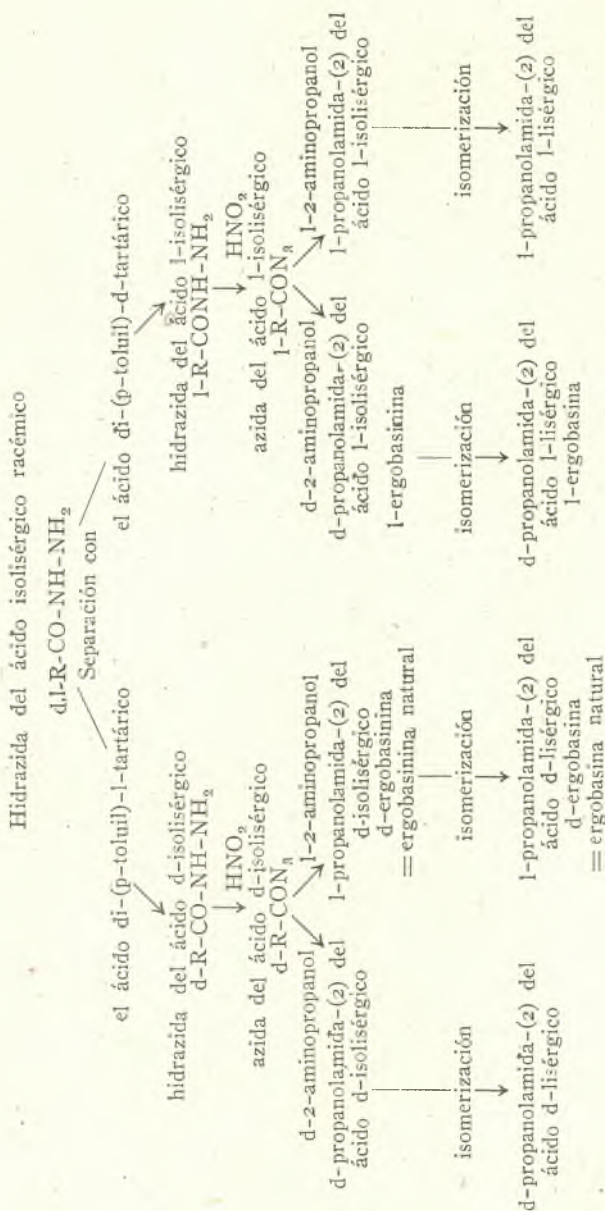 Hidrazida del ácido isolisérgico racémico
d,l-R-CO-NH-NH₂
Separación con
el ácido di-(p-toluil)-l-tartárico
hidrazida del ácido d-isolisérgico
d-R-CO-NH-NH₂
HNO₂
azida del ácido d-isolisérgico
d-R-CON₃
d-2-aminopropanol
d-propanolamida-(2) del
ácido d-isolisérgico
isomerización
d-propanolamida-(2) del
ácido d-lisérgico
l-2-aminopropanol
l-propanolamida-(2) del
d-isolisérgico
d-ergobasinina
= ergobasinina natural
isomerización
l-propanolamida-(2) del
ácido d-lisérgico
d-ergobasina
= ergobasina natural
el ácido di-(p-toluil)-d-tartárico
hidrazida del ácido l-isolisérgico
l-R-CONH-NH₂
HNO₂
azida del ácido l-isolisérgico
l-R-CON₃
d-2-aminopropanol
d-propanolamida-(2) del
ácido l-isolisérgico
l-ergobasinina
isomerización
d-propanolamida-(2) del
ácido l-lisérgico
l-ergobasina
l-2-aminopropanol
l-propanolamida-(2) del
ácido l-isolisérgico
isomerización
l-propanolamida-(2) del
ácido l-lisérgico